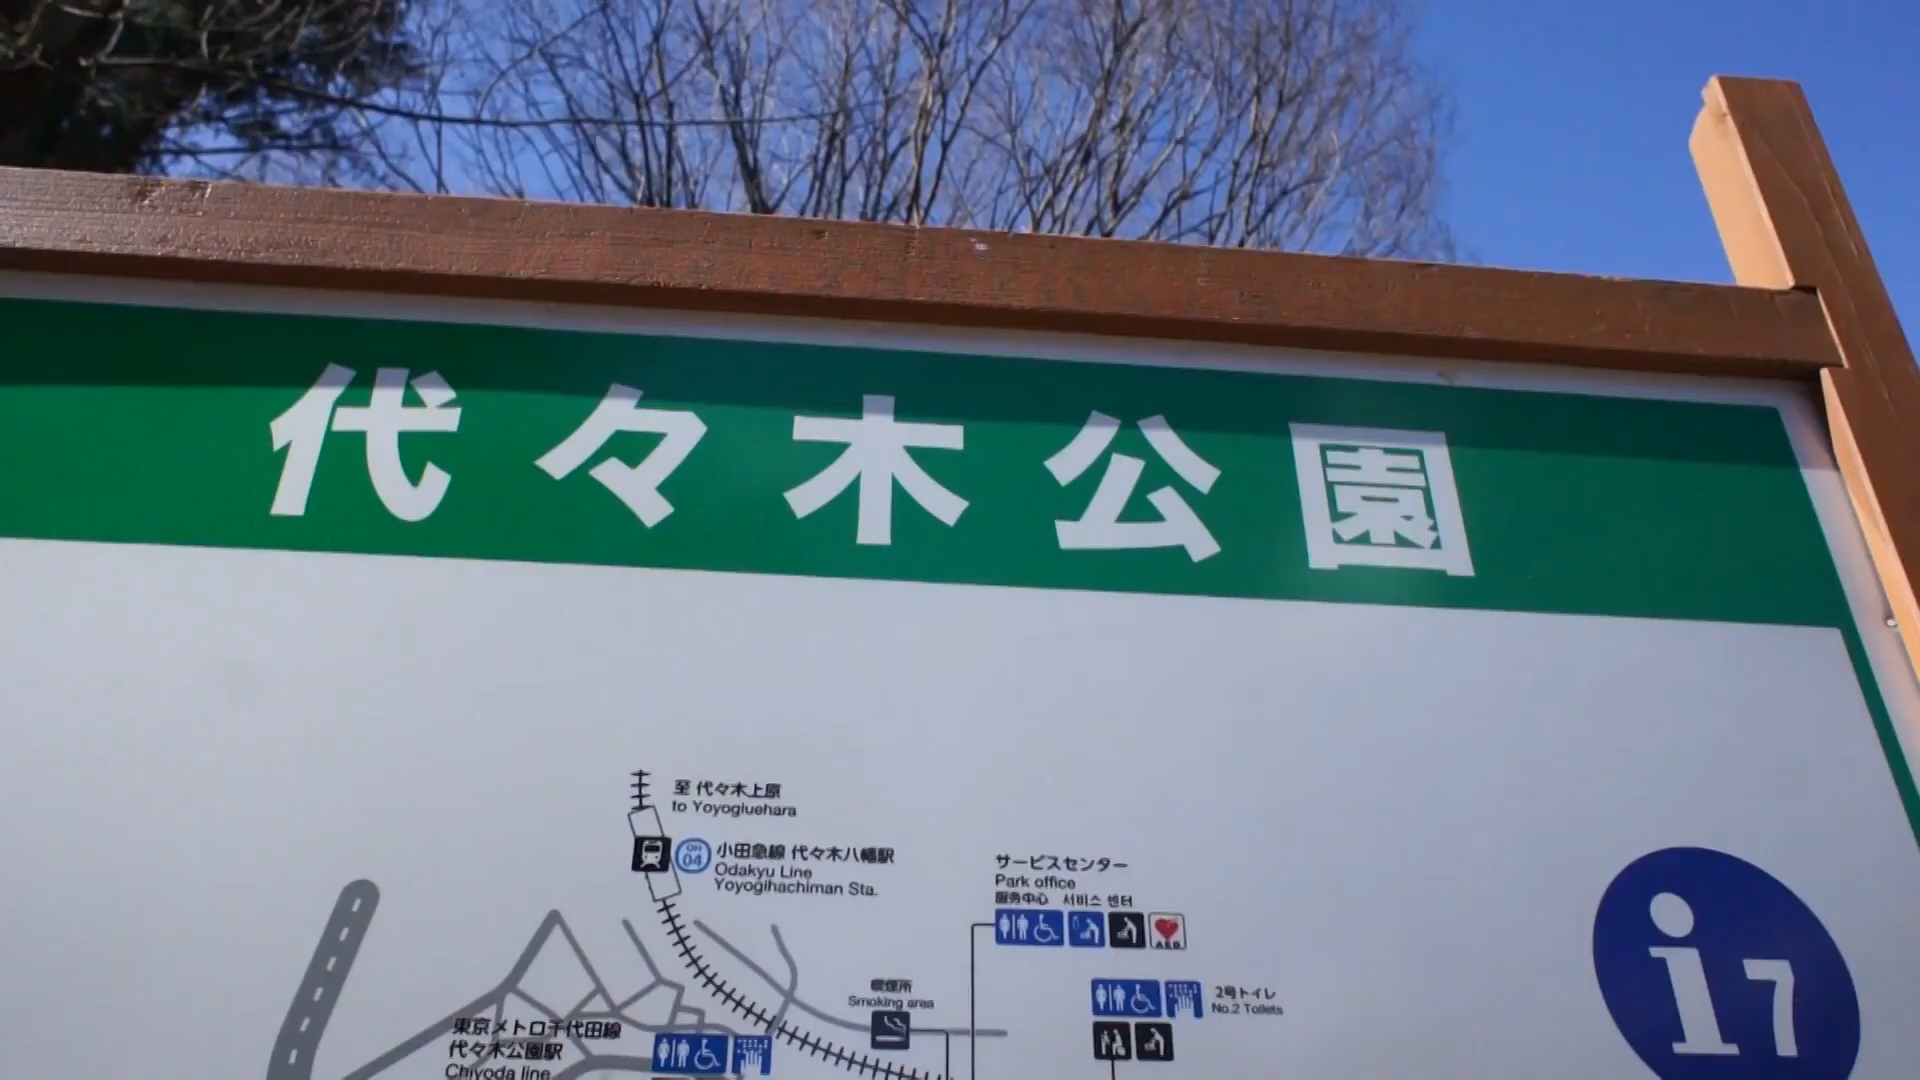 代々木公園
至 代々木上原
to Yoyogiuehara
OH
04
小田急線 代々木八幡駅
Odakyu Line
Yoyogihachiman Sta.
サービスセンター
Park office
服务中心 서비스 센터
AED
喫煙所
Smoking area
2号トイレ
No.2 Toilets
i7
東京メトロ千代田線
代々木公園駅
Chiyoda line